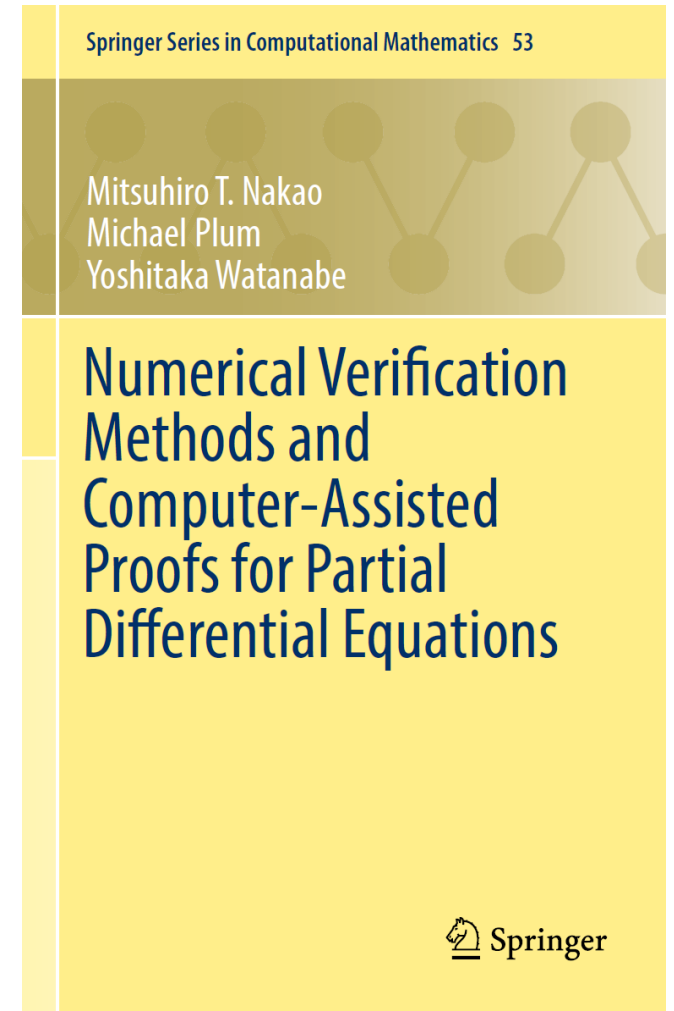 Springer Series in Computational Mathematics 53
Mitsuhiro T. Nakao
Michael Plum
Yoshitaka Watanabe
Numerical Verification
Methods and
Computer-Assisted
Proofs for Partial
Differential Equations
Springer